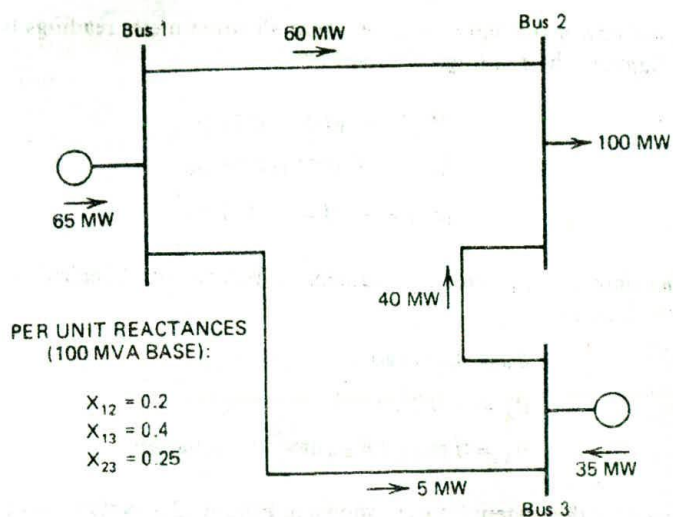 Bus 1
60 MW
Bus 2
100 MW
65 MW
40 MW
PER UNIT REACTANCES
(100 MVA BASE):
X12 = 0.2
X13 = 0.4
X23 = 0.25
35 MW
5 MW
Bus 3